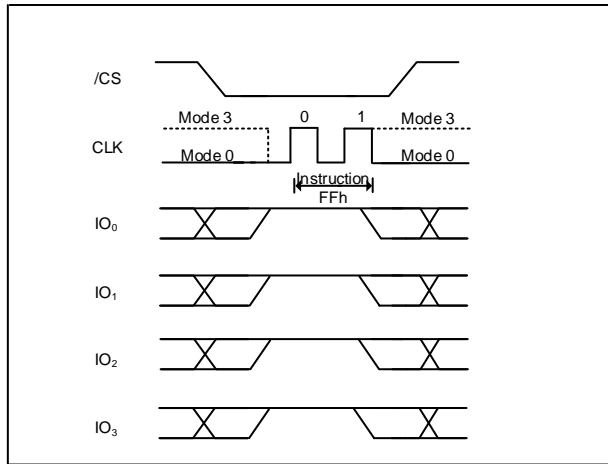 /CS
Mode 3 0 1 Mode 3
CLK
Mode 0 Mode 0
Instruction
FFh
IO₀
IO₁
IO₂
IO₃